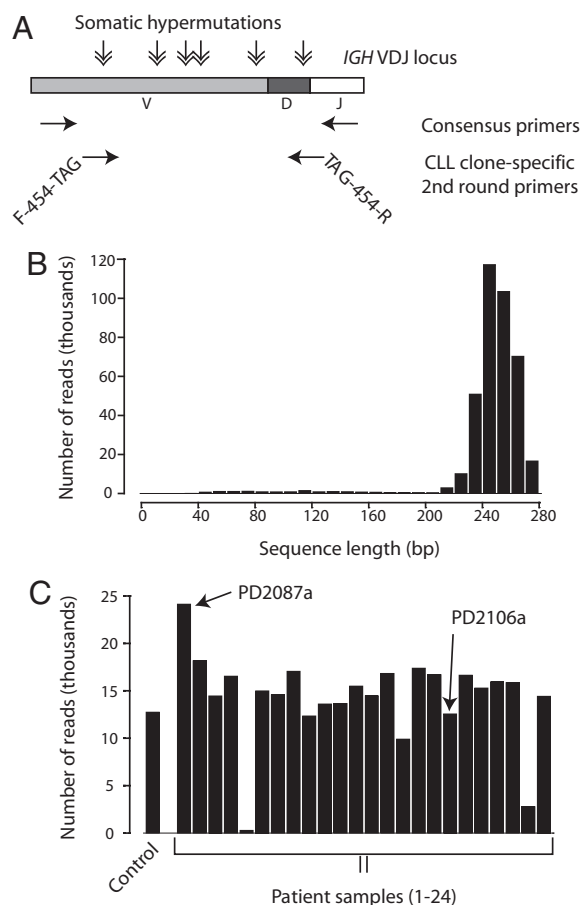 A
Somatic hypermutations
IGH VDJ locus
V
D
J
Consensus primers
F-454-TAG
TAG-454-R
CLL clone-specific
2nd round primers
B
Number of reads (thousands)
120
100
80
60
40
20
0
0
40
80
120
160
200
240
280
Sequence length (bp)
C
Number of reads (thousands)
25
20
15
10
5
0
PD2087a
PD2106a
Control
Patient samples (1-24)